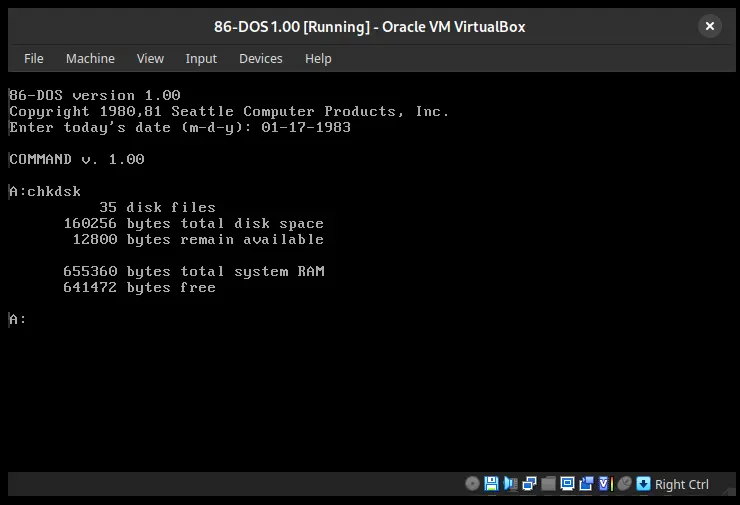 86-DOS 1.00 [Running] - Oracle VM VirtualBox
File Machine View Input Devices Help
86-DOS version 1.00
Copyright 1980,81 Seattle Computer Products, Inc.
Enter today's date (m-d-y): 01-17-1983
COMMAND v. 1.00
A:chkdsk
35 disk files
160256 bytes total disk space
12800 bytes remain available
655360 bytes total system RAM
641472 bytes free
A:
Right Ctrl